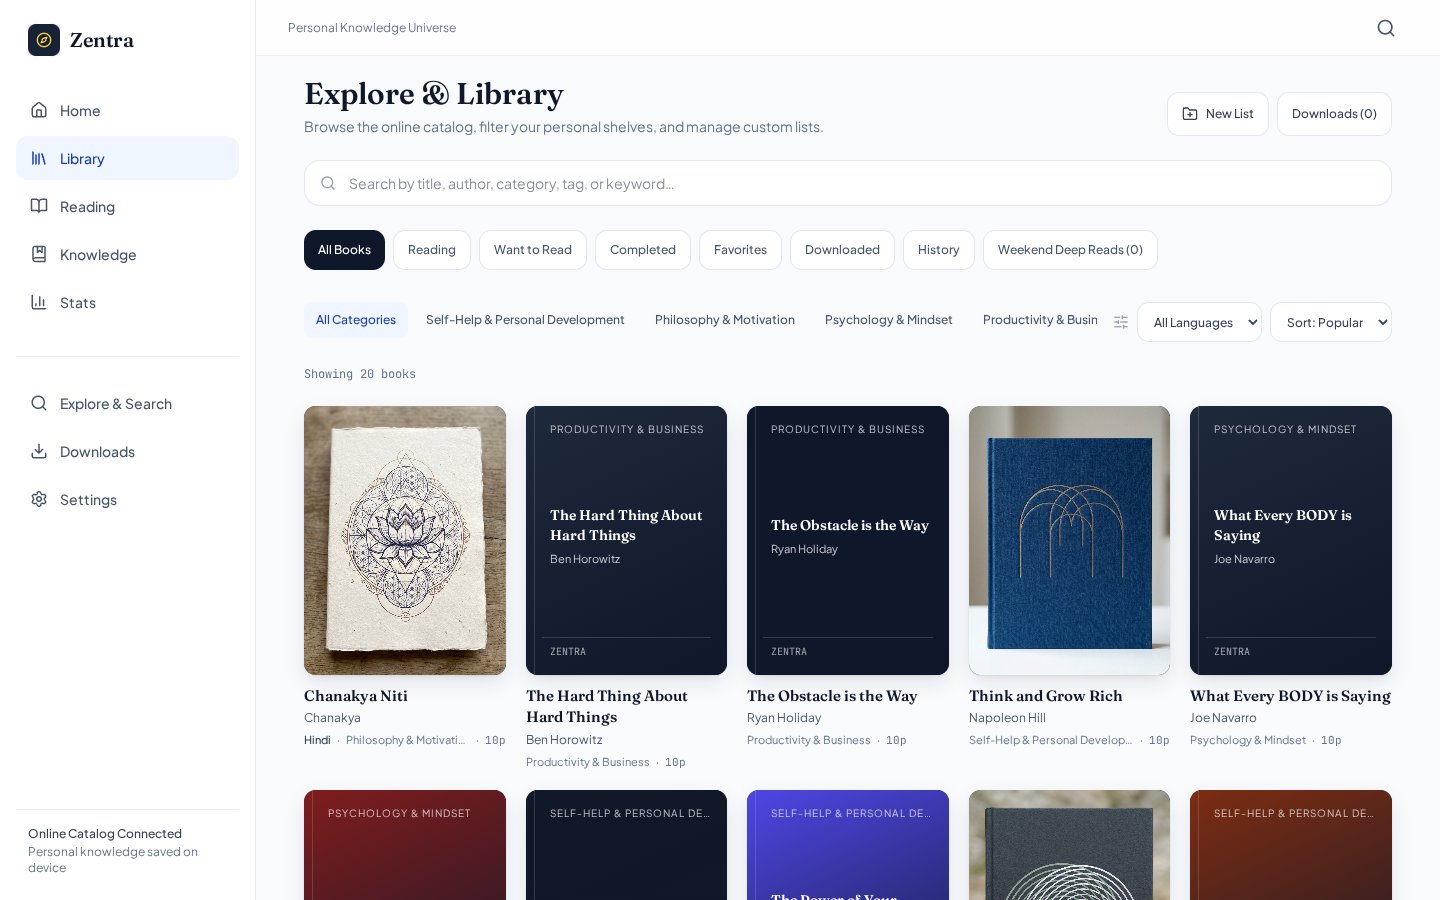 Zentra
Home
Library
Reading
Knowledge
Stats
Explore & Search
Downloads
Settings
Online Catalog Connected
Personal knowledge saved on
device
Personal Knowledge Universe
Explore & Library
Browse the online catalog, filter your personal shelves, and manage custom lists.
New List
Downloads (0)
Search by title, author, category, tag, or keyword...
All Books
Reading
Want to Read
Completed
Favorites
Downloaded
History
Weekend Deep Reads (0)
All Categories
Self-Help & Personal Development
Philosophy & Motivation
Psychology & Mindset
Productivity & Busin
All Languages
Sort: Popular
Showing 20 books
Chanakya Niti
Chanakya
Hindi · Philosophy & Motivati... · 10p
PRODUCTIVITY & BUSINESS
The Hard Thing About
Hard Things
Ben Horowitz
ZENTRA
The Hard Thing About
Hard Things
Ben Horowitz
Productivity & Business · 10p
PRODUCTIVITY & BUSINESS
The Obstacle is the Way
Ryan Holiday
ZENTRA
The Obstacle is the Way
Ryan Holiday
Productivity & Business · 10p
Think and Grow Rich
Napoleon Hill
Self-Help & Personal Develop... · 10p
PSYCHOLOGY & MINDSET
What Every BODY is
Saying
Joe Navarro
ZENTRA
What Every BODY is Saying
Joe Navarro
Psychology & Mindset · 10p
PSYCHOLOGY & MINDSET
SELF-HELP & PERSONAL DE...
SELF-HELP & PERSONAL DE...
The Power of Your
SELF-HELP & PERSONAL DE...